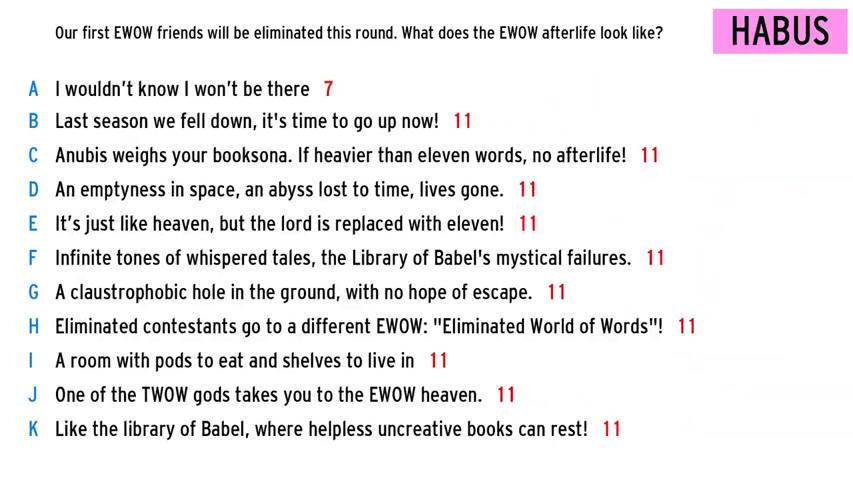 Our first EWOW friends will be eliminated this round. What does the EWOW afterlife look like?
HABUS
A I wouldn't know I won't be there 7
B Last season we fell down, it's time to go up now! 11
C Anubis weighs your booksona. If heavier than eleven words, no afterlife! 11
D An emptyness in space, an abyss lost to time, lives gone. 11
E It's just like heaven, but the lord is replaced with eleven! 11
F Infinite tones of whispered tales, the Library of Babel's mystical failures. 11
G A claustrophobic hole in the ground, with no hope of escape. 11
H Eliminated contestants go to a different EWOW: "Eliminated World of Words"! 11
I A room with pods to eat and shelves to live in 11
J One of the TWOW gods takes you to the EWOW heaven. 11
K Like the library of Babel, where helpless uncreative books can rest! 11